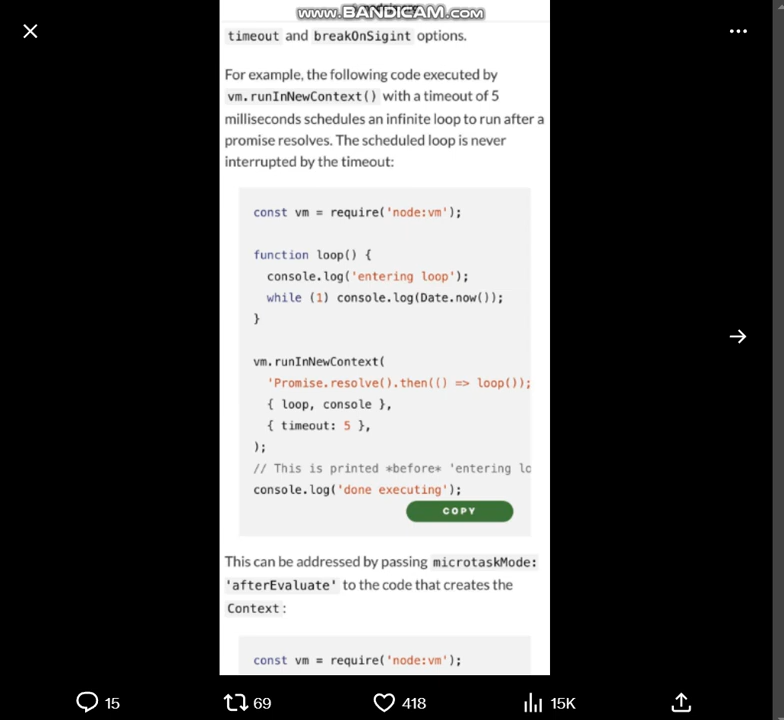 www.BANDICAM.com
timeout and breakOnSigint options.
For example, the following code executed by
vm.runInNewContext() with a timeout of 5
milliseconds schedules an infinite loop to run after a
promise resolves. The scheduled loop is never
interrupted by the timeout:
const vm = require('node:vm');
function loop() {
console.log('entering loop');
while (1) console.log(Date.now());
}
vm.runInNewContext(
'Promise.resolve().then(() => loop());
{ loop, console },
{ timeout: 5 },
);
// This is printed *before* 'entering lo
console.log('done executing');
COPY
This can be addressed by passing microtaskMode:
'afterEvaluate' to the code that creates the
Context:
const vm = require('node:vm');
15 69 418 15K